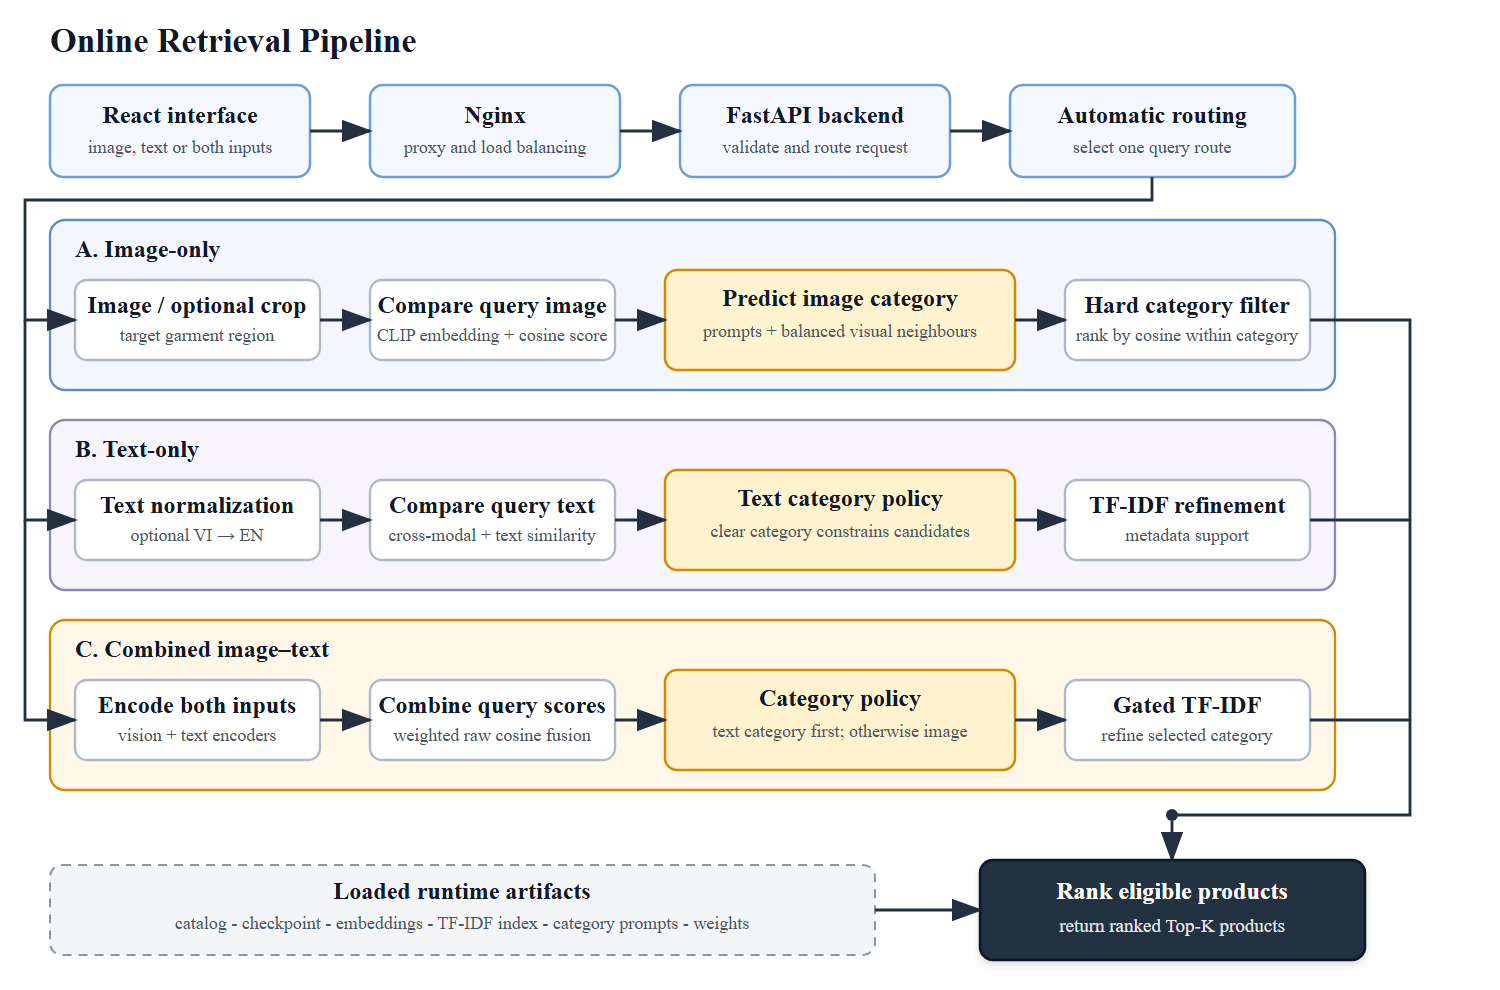 Online Retrieval Pipeline
React interface
image, text or both inputs
Nginx
proxy and load balancing
FastAPI backend
validate and route request
Automatic routing
select one query route
A. Image-only
Image / optional crop
target garment region
Compare query image
CLIP embedding + cosine score
Predict image category
prompts + balanced visual neighbours
Hard category filter
rank by cosine within category
B. Text-only
Text normalization
optional VI → EN
Compare query text
cross-modal + text similarity
Text category policy
clear category constrains candidates
TF-IDF refinement
metadata support
C. Combined image–text
Encode both inputs
vision + text encoders
Combine query scores
weighted raw cosine fusion
Category policy
text category first; otherwise image
Gated TF-IDF
refine selected category
Loaded runtime artifacts
catalog - checkpoint - embeddings - TF-IDF index - category prompts - weights
Rank eligible products
return ranked Top-K products